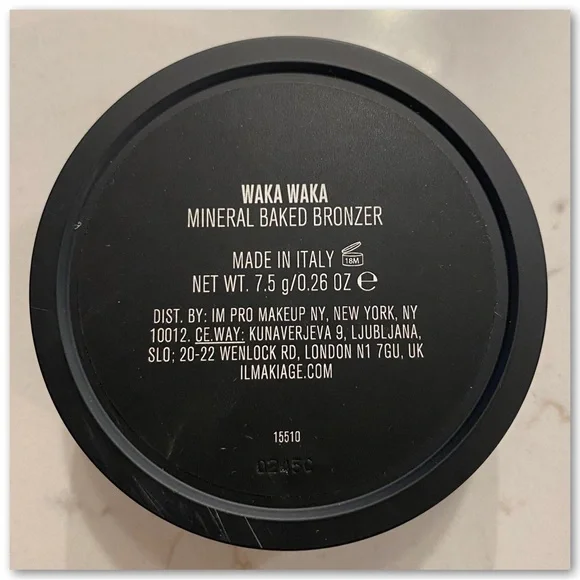 WAKA WAKA
MINERAL BAKED BRONZER
MADE IN ITALY 18M
NET WT. 7.5 g/0.26 OZ ℮
DIST. BY: IM PRO MAKEUP NY, NEW YORK, NY
10012. CE.WAY: KUNAVERJEVA 9, LJUBLJANA,
SLO; 20-22 WENLOCK RD, LONDON N1 7GU, UK
ILMAKIAGE.COM
15510